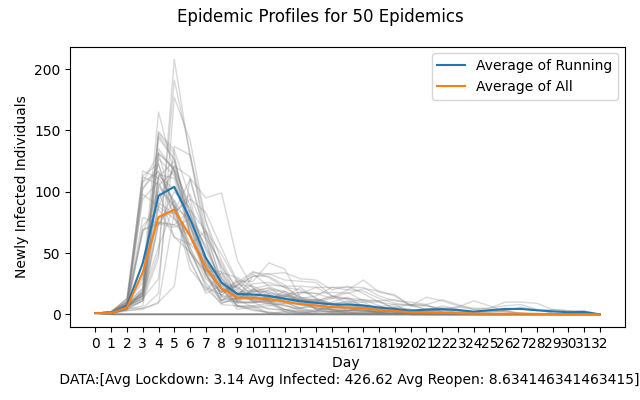 Epidemic Profiles for 50 Epidemics
Average of Running
Average of All
Newly Infected Individuals
200
150
100
50
0
0 1 2 3 4 5 6 7 8 9 10 11 12 13 14 15 16 17 18 19 20 21 22 23 24 25 26 27 28 29 30 31 32
Day
DATA:[Avg Lockdown: 3.14 Avg Infected: 426.62 Avg Reopen: 8.634146341463415]